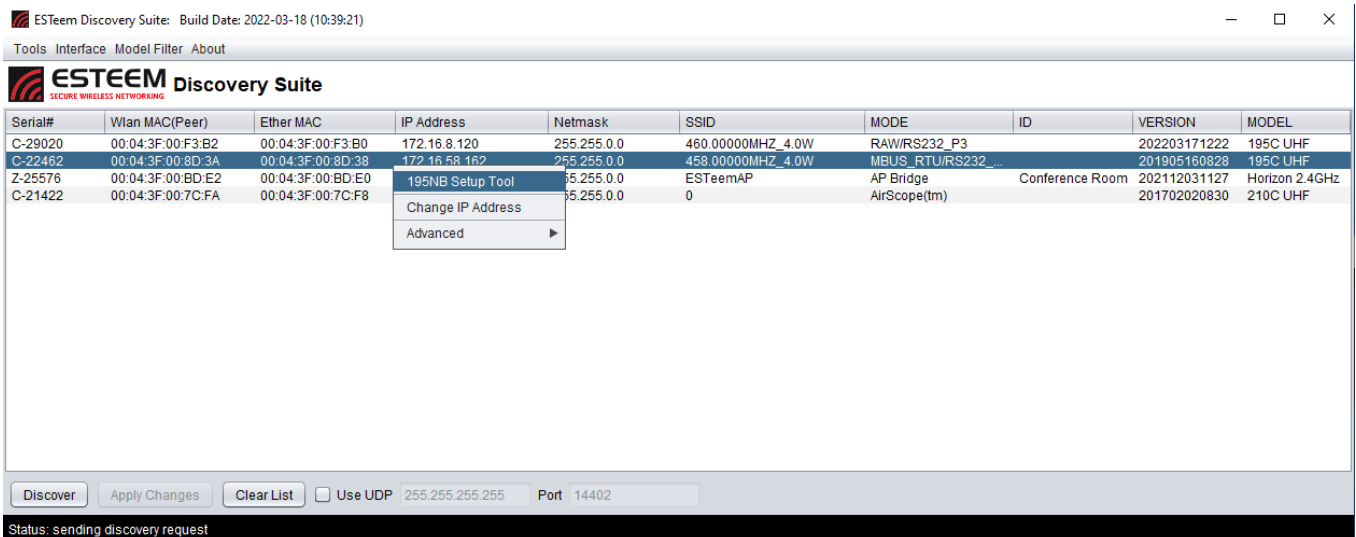 ESTeem Discovery Suite: Build Date: 2022-03-18 (10:39:21)
Tools Interface Model Filter About
ESTEEM Discovery Suite
SECURE WIRELESS NETWORKING
Serial# Wlan MAC(Peer) Ether MAC IP Address Netmask SSID MODE ID VERSION MODEL
C-29020 00:04:3F:00:F3:B2 00:04:3F:00:F3:B0 172.16.8.120 255.255.0.0 460.00000MHZ_4.0W RAW/RS232_P3 202203171222 195C UHF
C-22462 00:04:3F:00:8D:3A 00:04:3F:00:8D:38 172.16.58.162 255.255.0.0 458.00000MHZ_4.0W MBUS_RTU/RS232_... 201905160828 195C UHF
Z-25576 00:04:3F:00:BD:E2 00:04:3F:00:BD:E0 55.255.0.0 ESTeemAP AP Bridge Conference Room 202112031127 Horizon 2.4GHz
C-21422 00:04:3F:00:7C:FA 00:04:3F:00:7C:F8 55.255.0.0 0 AirScope(tm) 201702020830 210C UHF
195NB Setup Tool
Change IP Address
Advanced
Discover Apply Changes Clear List Use UDP 255.255.255.255 Port 14402
Status: sending discovery request